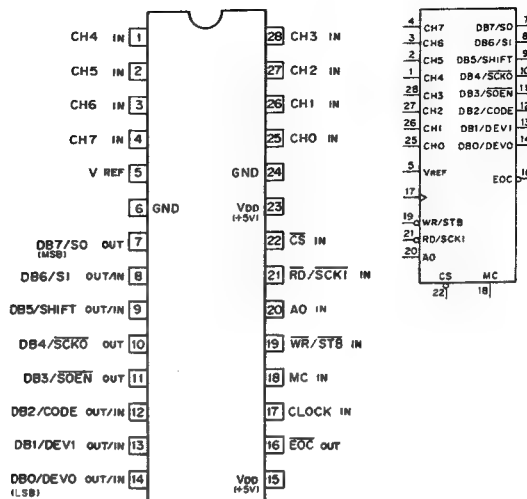 CH4 IN 1
CH5 IN 2
CH6 IN 3
CH7 IN 4
V REF 5
6 GND
DB7/SO OUT 7
(MSB)
DB6/SI OUT/IN 8
DB5/SHIFT OUT/IN 9
DB4/SCKO OUT 10
DB3/SOEN OUT 11
DB2/CODE OUT/IN 12
DB1/DEV1 OUT/IN 13
DB0/DEV0 OUT/IN 14
(LSB)
28 CH3 IN
27 CH2 IN
26 CH1 IN
25 CH0 IN
GND 24
VDD 23
(+5V)
22 CS IN
21 RD/SCK1 IN
20 AO IN
19 WR/STB IN
18 MC IN
17 CLOCK IN
16 EOC OUT
VDD 15
(+5V)
4 CH7 DB7/SO 7
3 CH6 DB6/S1 8
2 CH5 DB5/SHIFT 9
1 CH4 DB4/SCKO 10
28 CH3 DB3/SOEN 11
27 CH2 DB2/CODE 12
26 CH1 DB1/DEV1 13
25 CH0 DB0/DEV0 14
5 VREF
EOC 16
17
19 WR/STB
21 RD/SCK1
20 AO
CS MC
22 18